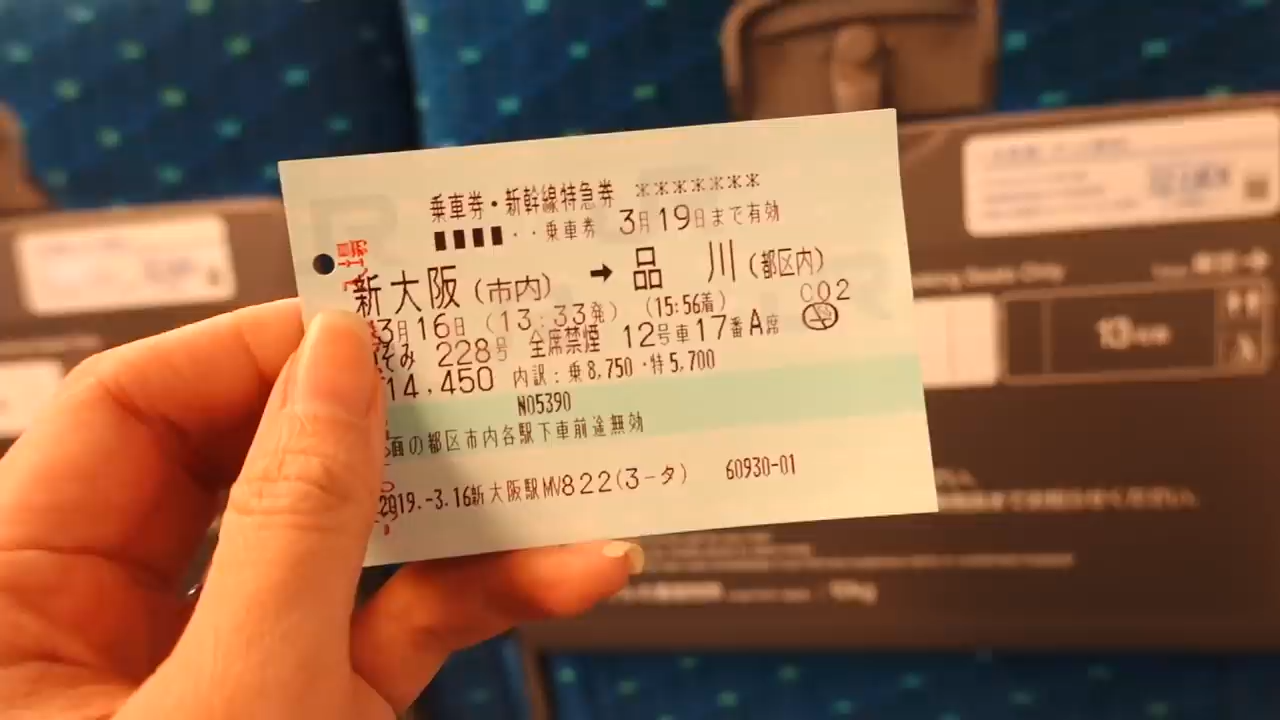 乗車券・新幹線特急券 *******
■■■■・・乗車券 3月19日まで有効
新大阪(市内) → 品 川(都区内)
3月16日 (13:33発) (15:56着) C02
ぞみ 228号 全席禁煙 12号車17番A席
14,450 内訳:乗8,750・特5,700
N05390
面の都区市内各駅下車前途無効
2019.-3.16新大阪駅MV822(3-タ) 60930-01
13